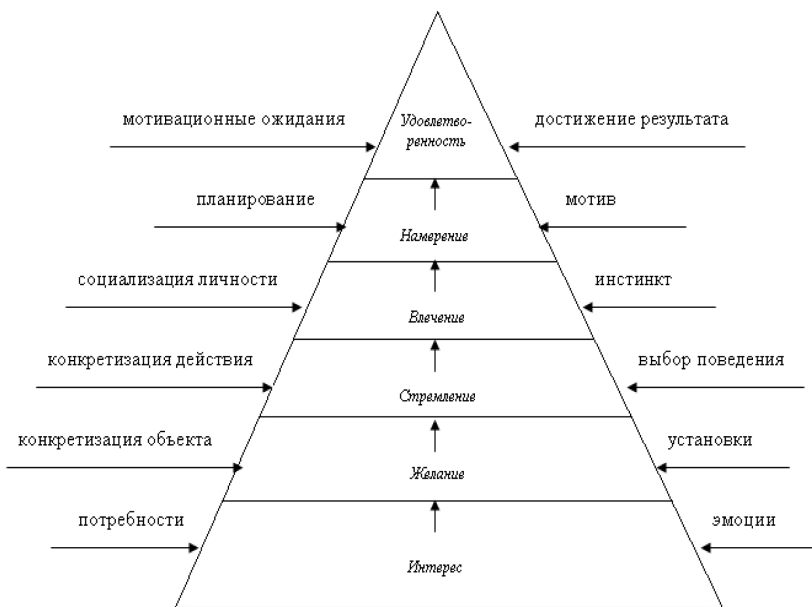 мотивационные ожидания
Удовлетво-
ренность
достижение результата
планирование
мотив
Намерение
социализация личности
инстинкт
Влечение
конкретизация действия
выбор поведения
Стремление
конкретизация объекта
установки
Желание
потребности
эмоции
Интерес